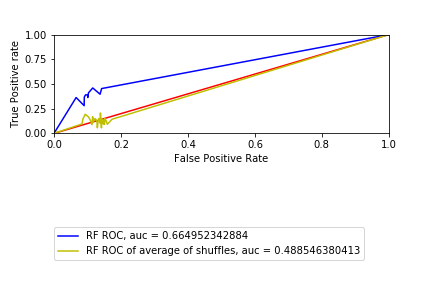 1.00
0.75
0.50
0.25
0.00
True Positive rate
0.0 0.2 0.4 0.6 0.8 1.0
False Positive Rate
RF ROC, auc = 0.664952342884
RF ROC of average of shuffles, auc = 0.488546380413